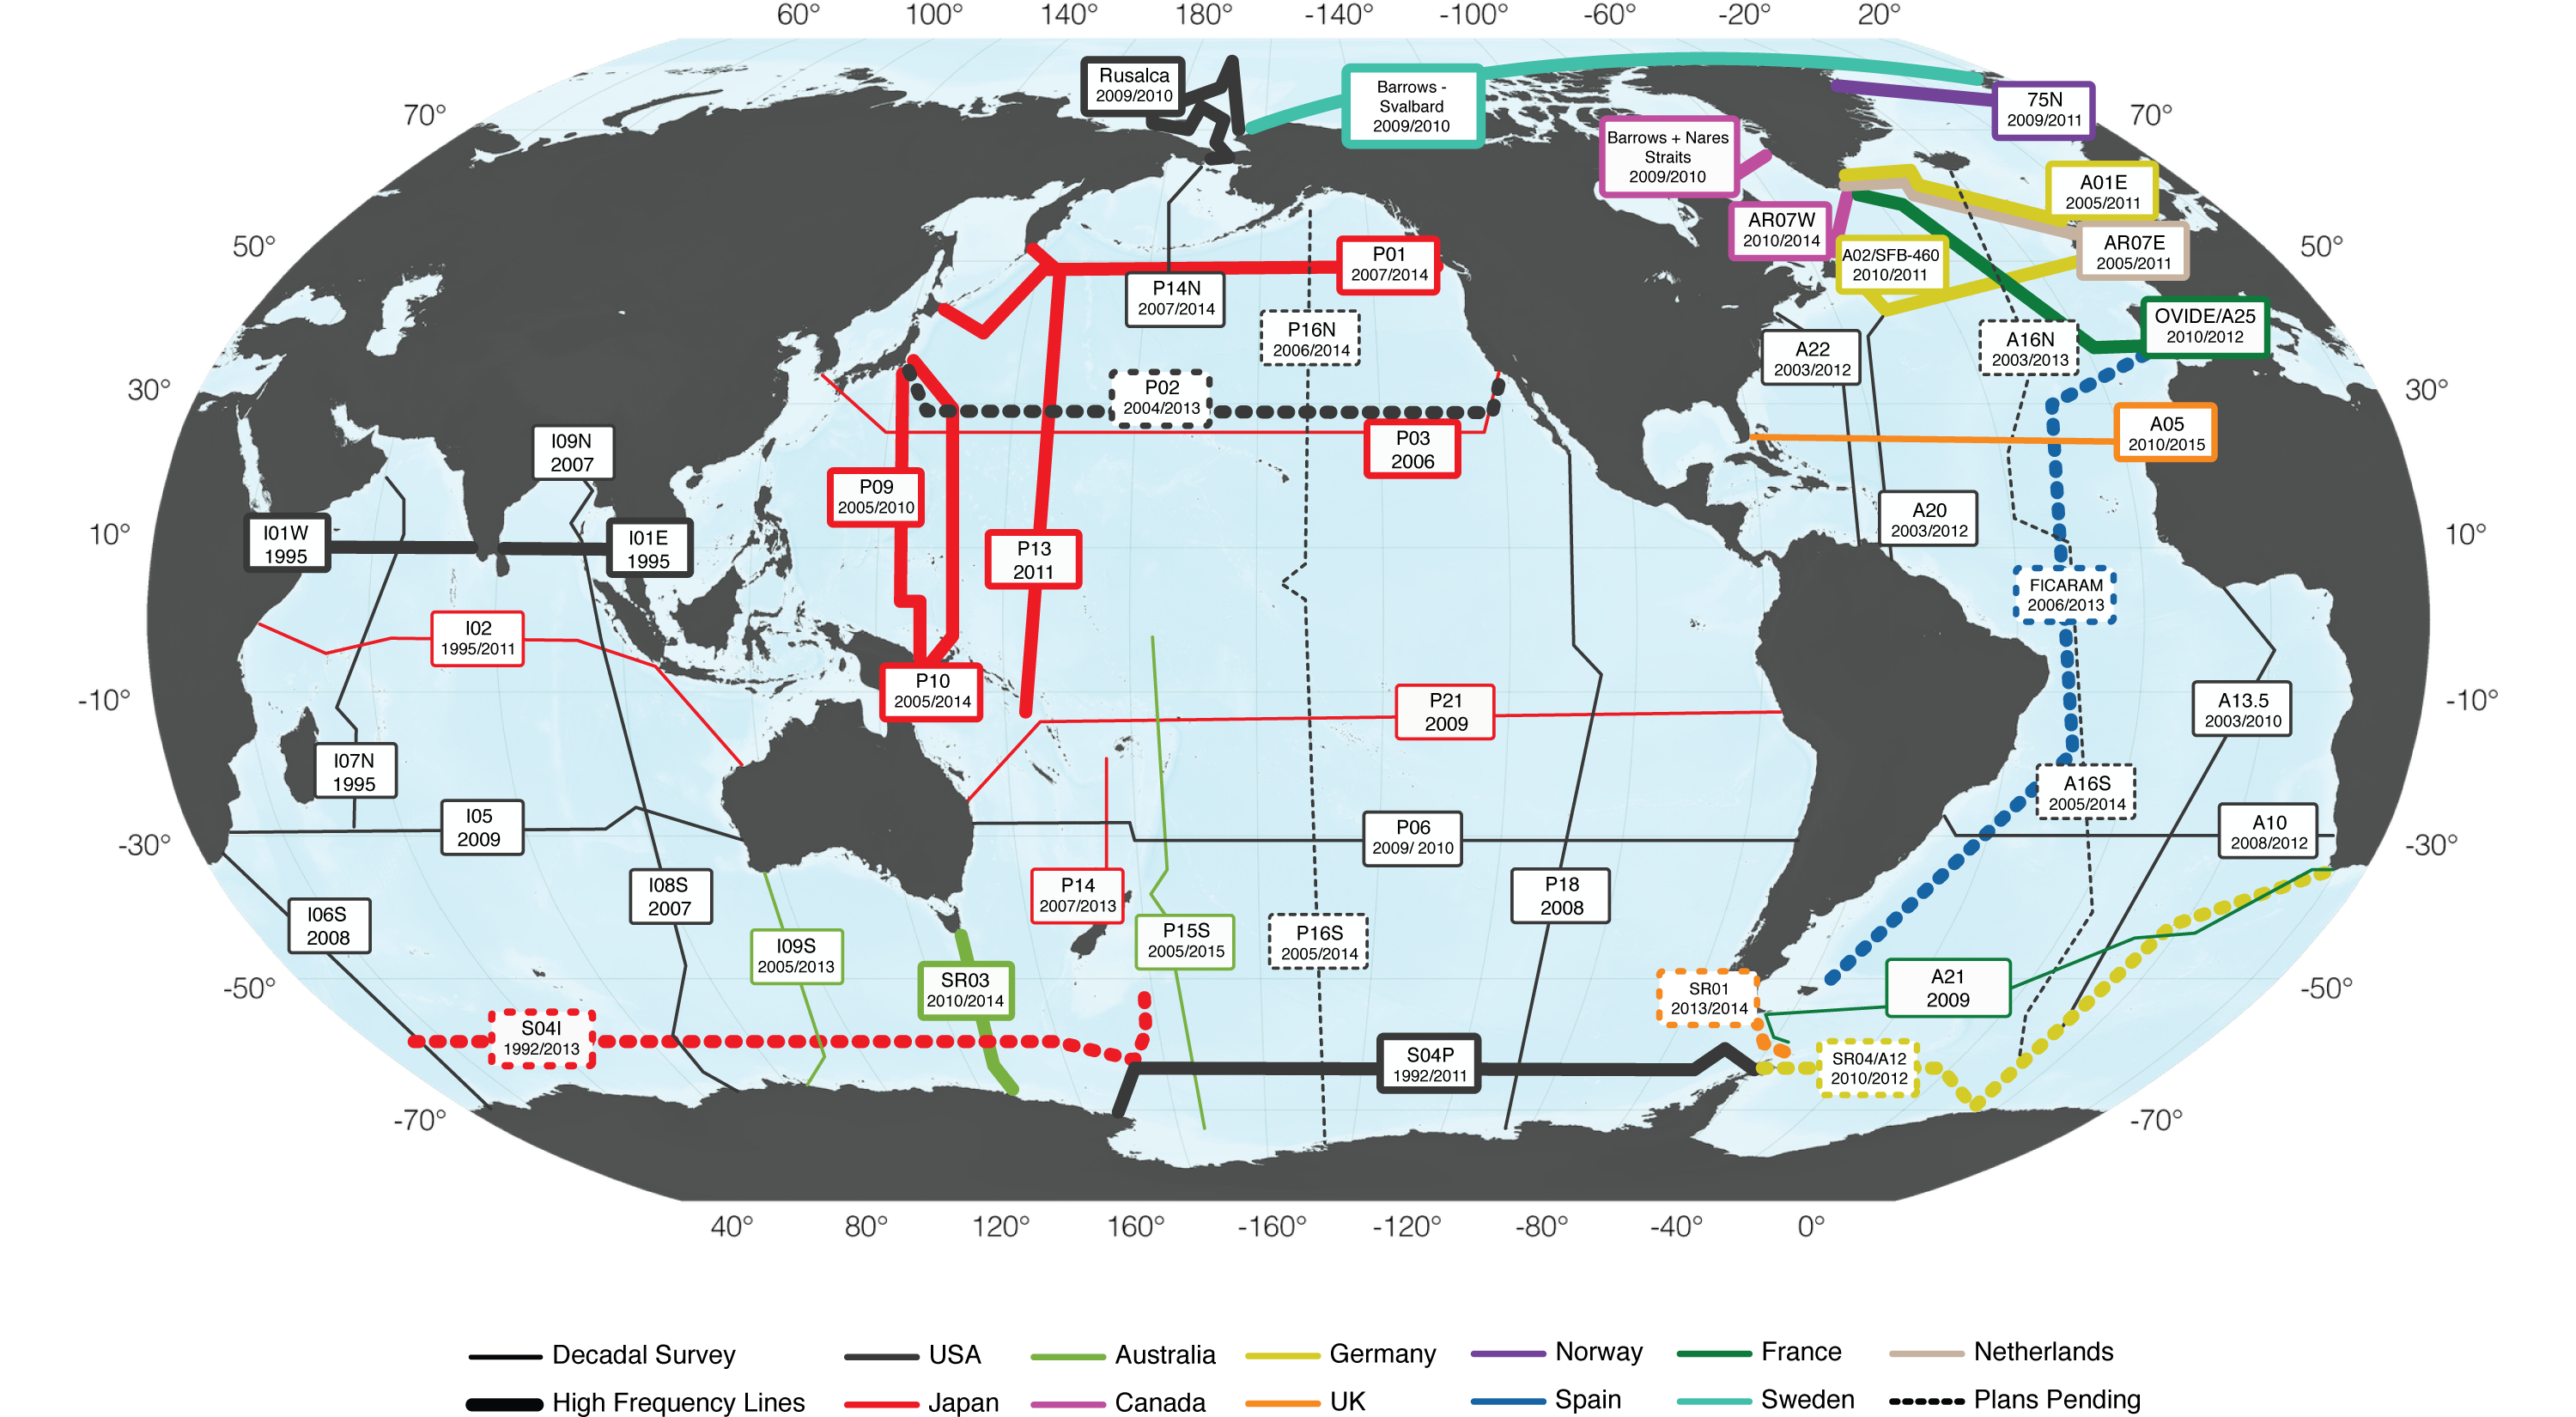 60° 100° 140° 180° -140° -100° -60° -20° 20°
Rusalca
2009/2010
Barrows -
Svalbard
2009/2010
75N
2009/2011
70°
70°
Barrows + Nares
Straits
2009/2010
A01E
2005/2011
AR07W
2010/2014
AR07E
2005/2011
50°
50°
P01
2007/2014
A02/SFB-460
2010/2011
P14N
2007/2014
OVIDE/A25
2010/2012
P16N
2006/2014
A22
2003/2012
A16N
2003/2013
30°
30°
P02
2004/2013
A05
2010/2015
I09N
2007
P03
2006
P09
2005/2010
A20
2003/2012
10°
10°
I01W
1995
I01E
1995
P13
2011
FICARAM
2006/2013
I02
1995/2011
-10°
-10°
P10
2005/2014
P21
2009
A13.5
2003/2010
I07N
1995
A16S
2005/2014
I05
2009
P06
2009/ 2010
A10
2008/2012
-30°
-30°
I08S
2007
P14
2007/2013
P18
2008
I06S
2008
I09S
2005/2013
P15S
2005/2015
P16S
2005/2014
SR03
2010/2014
A21
2009
SR01
2013/2014
-50°
-50°
S04I
1992/2013
S04P
1992/2011
SR04/A12
2010/2012
-70°
-70°
40° 80° 120° 160° -160° -120° -80° -40° 0°
Decadal Survey USA Australia Germany Norway France Netherlands
High Frequency Lines Japan Canada UK Spain Sweden Plans Pending